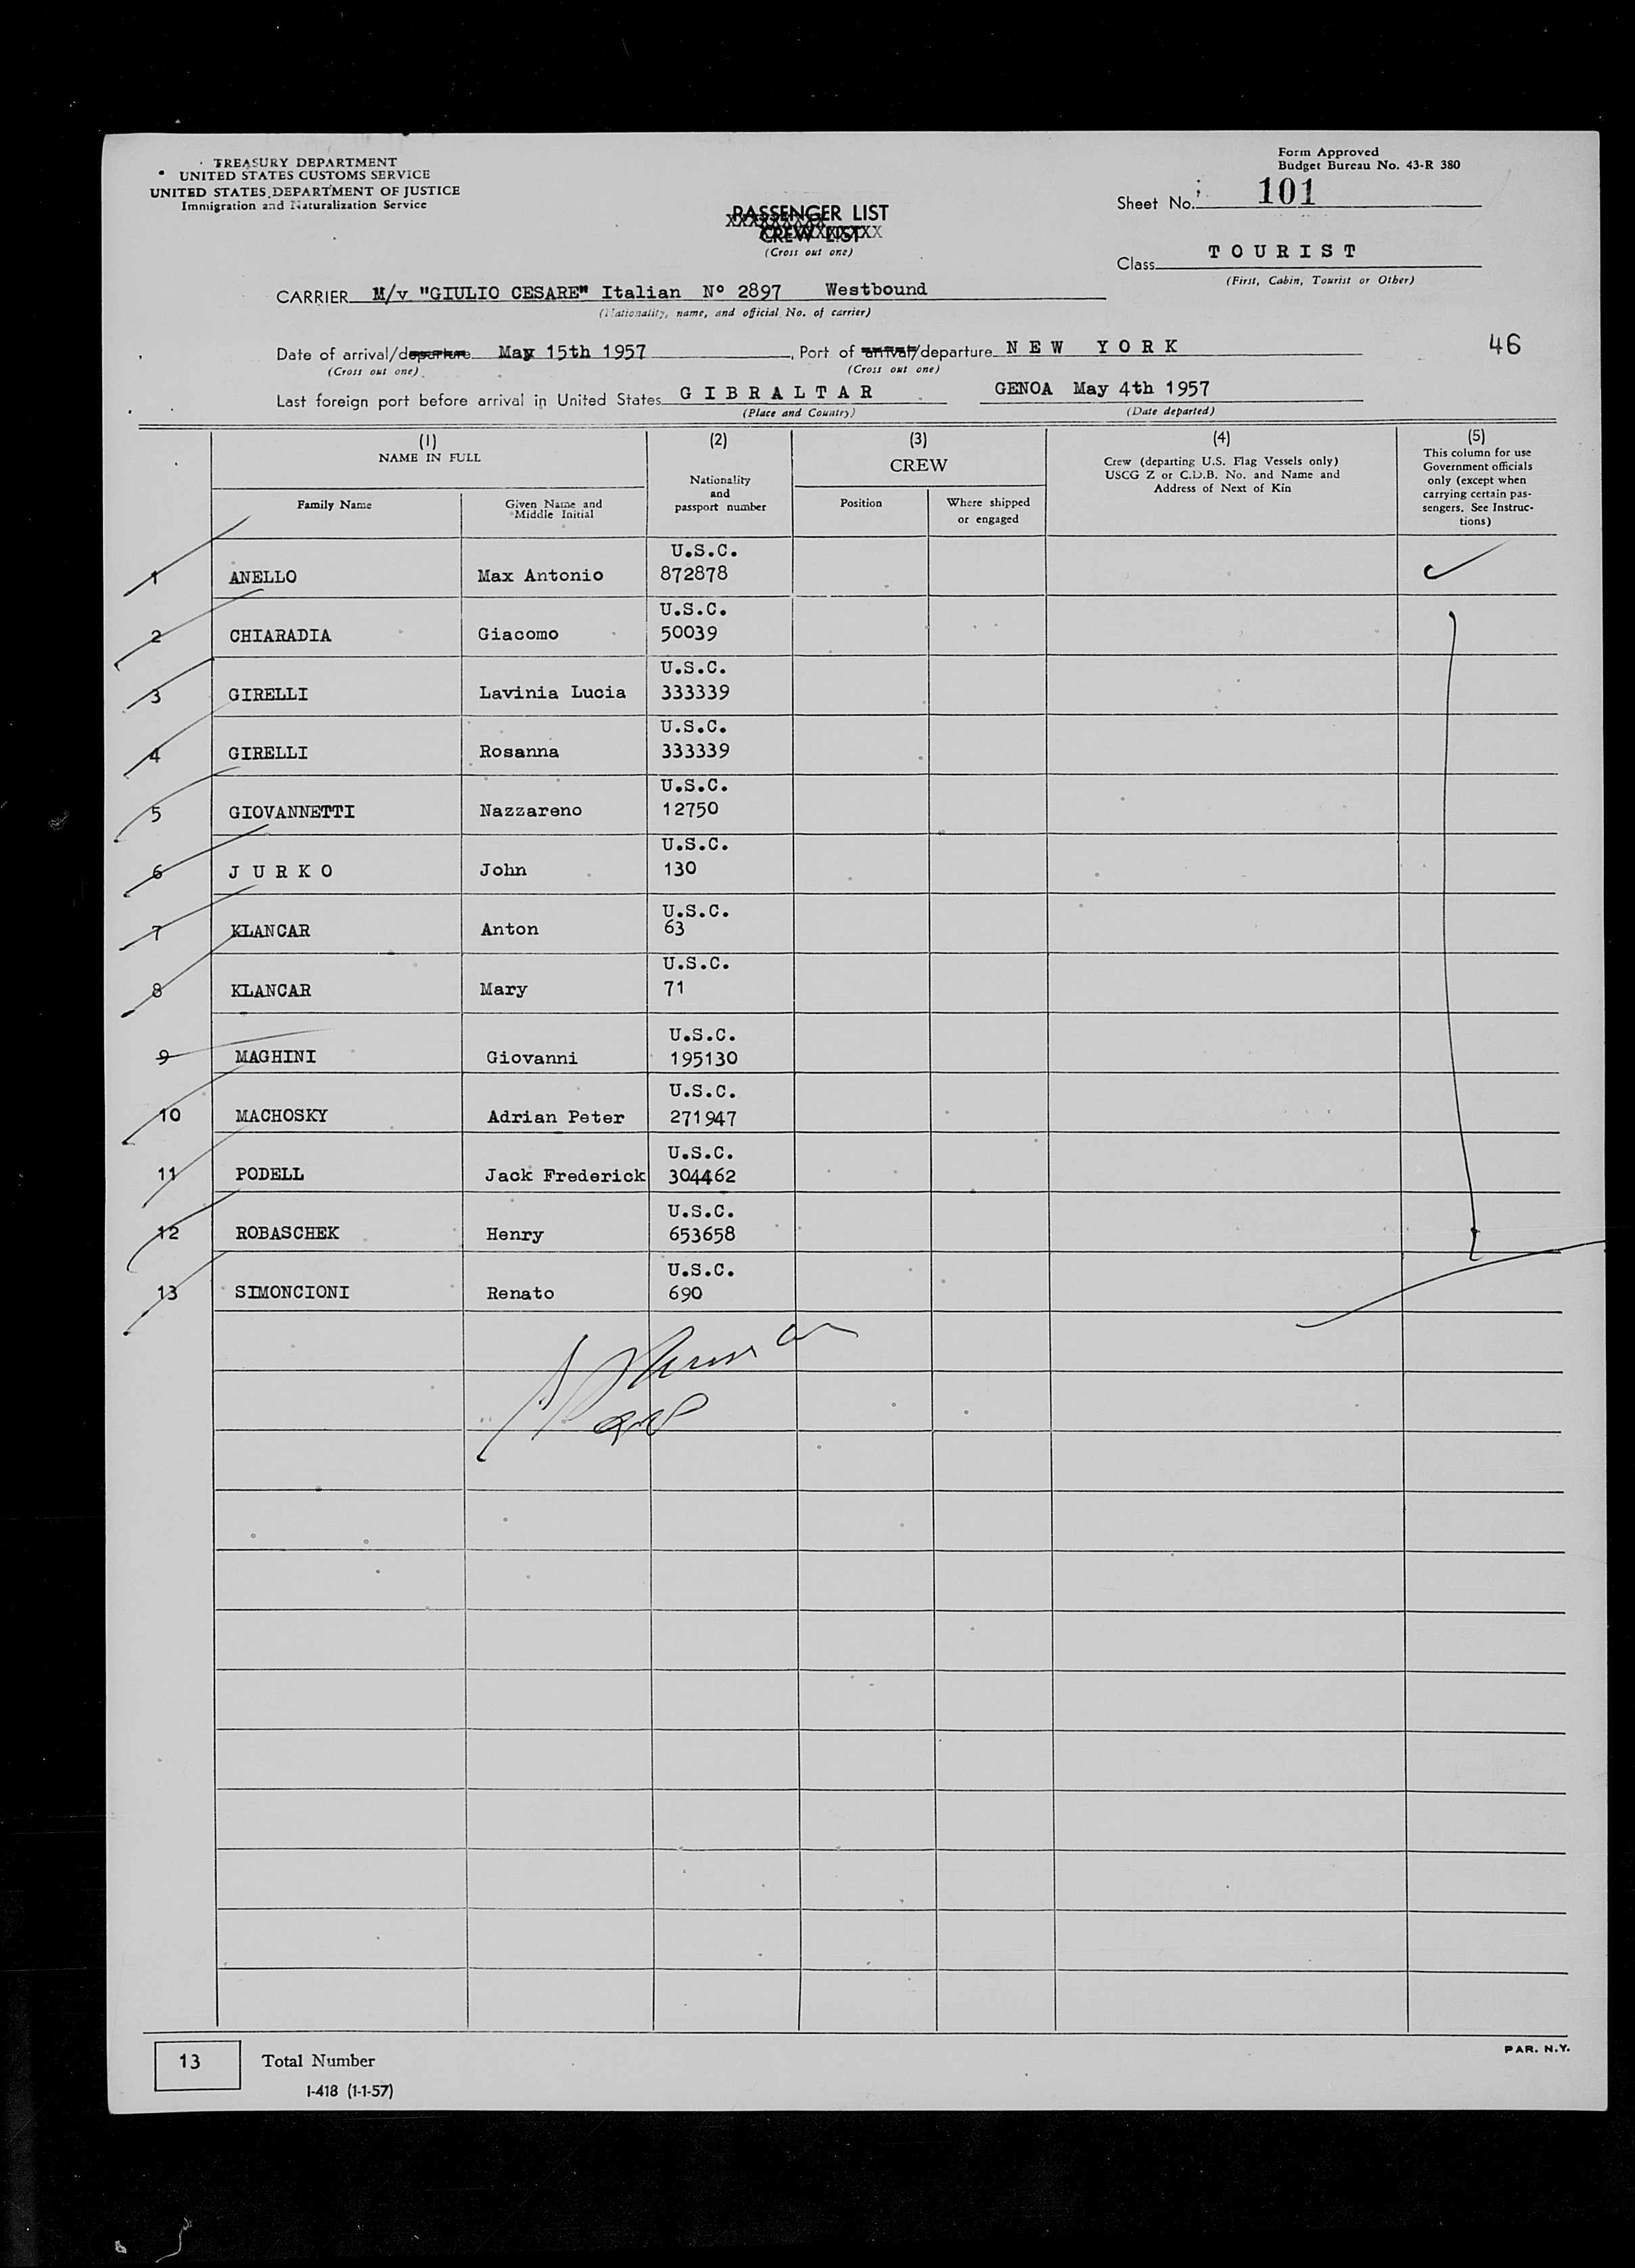 TREASURY DEPARTMENT
UNITED STATES CUSTOMS SERVICE
UNITED STATES DEPARTMENT OF JUSTICE
Immigration and Naturalization Service
Form Approved
Budget Bureau No. 43-R 380
Sheet No. 101
PASSENGER LIST
CREW LIST
(Cross out one)
Class TOURIST
(First, Cabin, Tourist or Other)
CARRIER M/v "GIULIO CESARE" Italian Nº 2897 Westbound
(Nationality, name, and official No. of carrier)
Date of arrival/departure May 15th 1957, Port of arrival/departure NEW YORK
46
(Cross out one) (Cross out one)
Last foreign port before arrival in United States GIBRALTAR GENOA May 4th 1957
(Place and Country) (Date departed)
(1) (2) (3) (4) (5)
NAME IN FULL
Family Name
Given Name and Middle Initial
Nationality and passport number
CREW
Position
Where shipped or engaged
Crew (departing U.S. Flag Vessels only)
USCG Z or C.D.B. No. and Name and
Address of Next of Kin
This column for use
Government officials
only (except when
carrying certain pas-
sengers. See Instruc-
tions)
U.S.C.
1 ANELLO Max Antonio 872878
U.S.C.
2 CHIARADIA Giacomo 50039
U.S.C.
3 GIRELLI Lavinia Lucia 333339
U.S.C.
4 GIRELLI Rosanna 333339
U.S.C.
5 GIOVANNETTI Nazzareno 12750
U.S.C.
6 JURKO John 130
U.S.C.
7 KLANCAR Anton 63
U.S.C.
8 KLANCAR Mary 71
U.S.C.
9 MAGHINI Giovanni 195130
U.S.C.
10 MACHOSKY Adrian Peter 271947
U.S.C.
11 PODELL Jack Frederick 304462
U.S.C.
12 ROBASCHEK Henry 653658
U.S.C.
13 SIMONCIONI Renato 690
13 Total Number
I-418 (1-1-57)
PAR. N.Y.